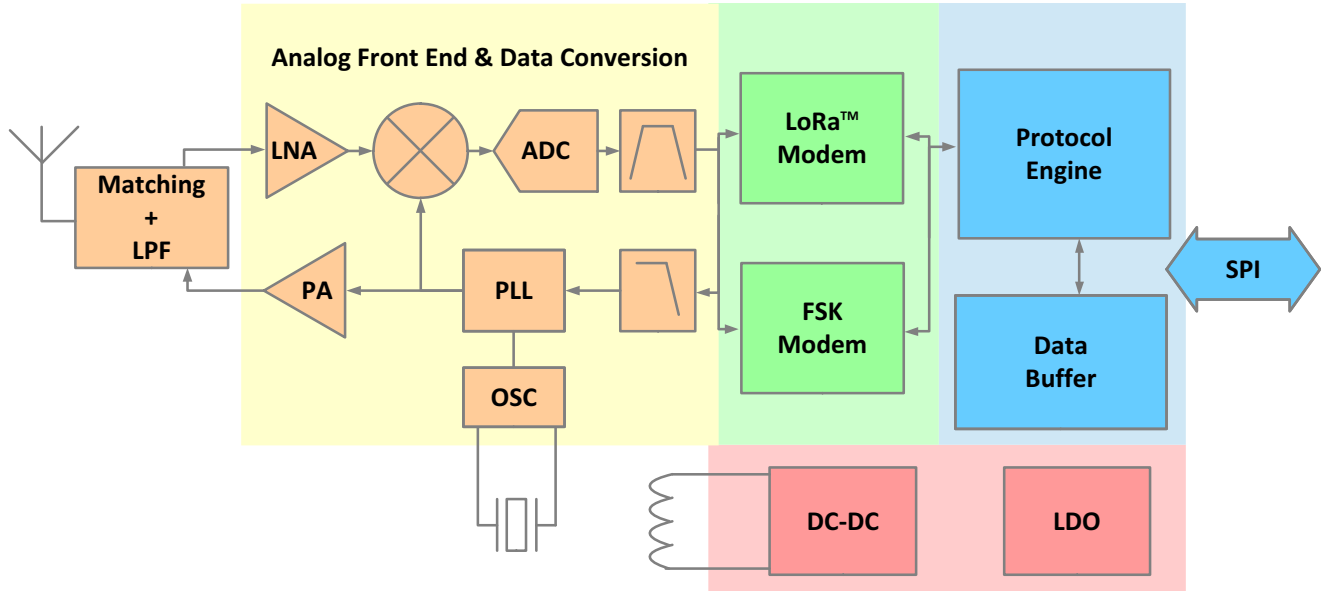 Analog Front End & Data Conversion
LNA
ADC
LoRa™
Modem
Protocol
Engine
Matching
+
LPF
SPI
PA
PLL
FSK
Modem
Data
Buffer
OSC
DC-DC
LDO